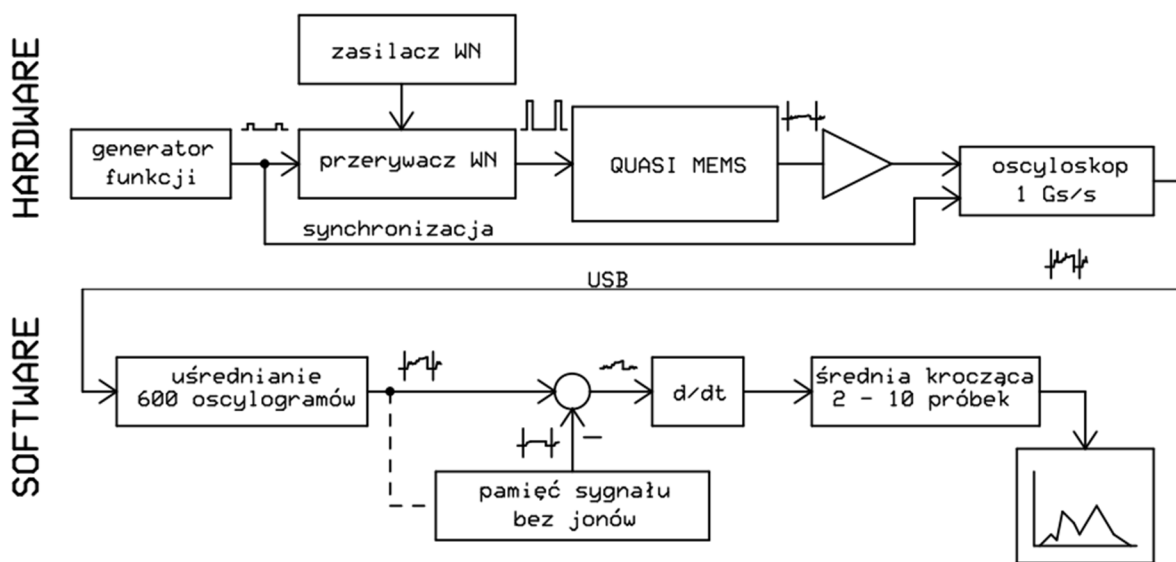 HARDWARE
zasilacz WN
generator
funkcji
przerywacz WN
QUASI MEMS
oscyloskop
1 Gs/s
synchronizacja
USB
SOFTWARE
uśrednianie
600 oscylogramów
d/dt
średnia krocząca
2 - 10 próbek
pamięć sygnału
bez jonów